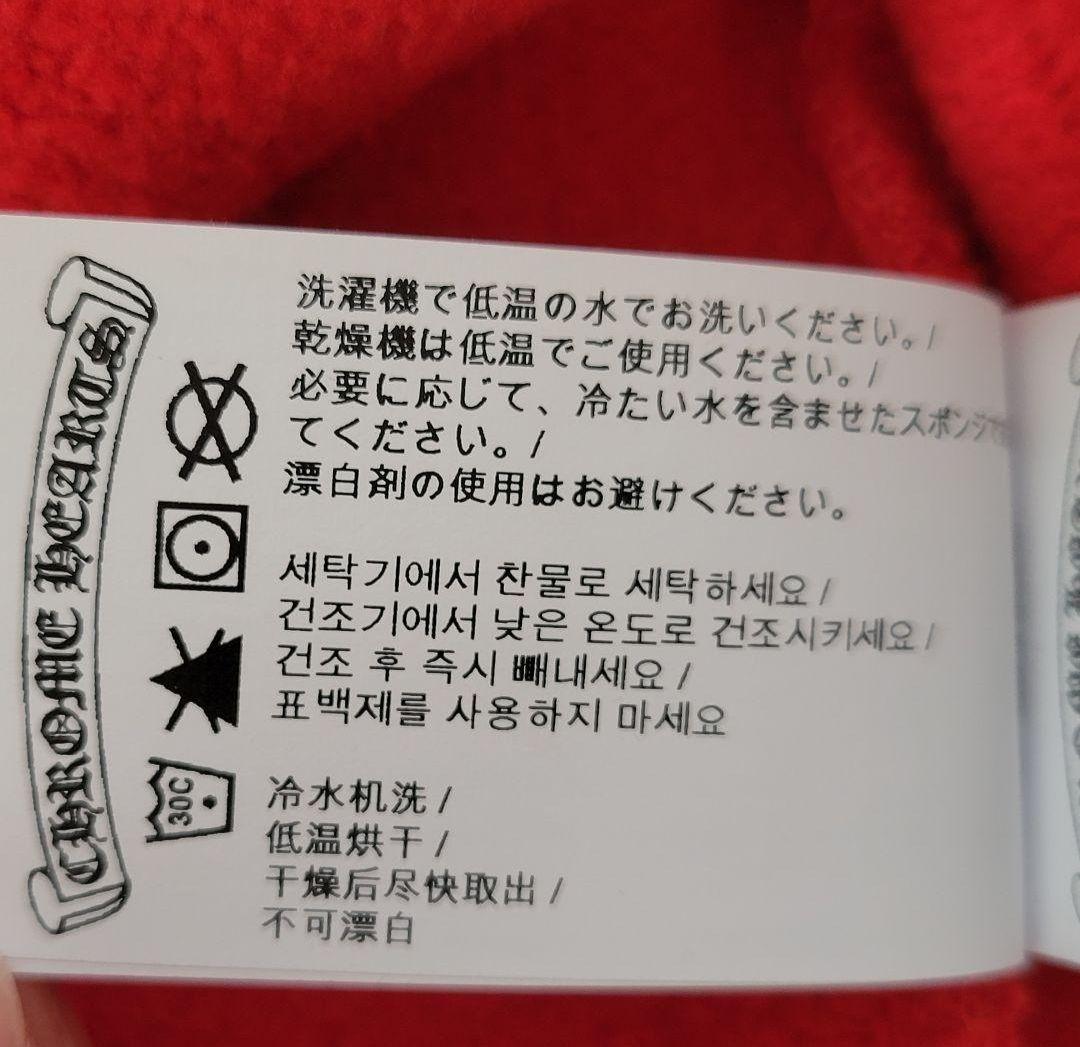 CHROME HEARTS
洗濯機で低温の水でお洗いください。/
乾燥機は低温でご使用ください。/
必要に応じて、冷たい水を含ませたスポンジで
てください。/
漂白剤の使用はお避けください。
세탁기에서 찬물로 세탁하세요 /
건조기에서 낮은 온도로 건조시키세요 /
건조 후 즉시 빼내세요 /
표백제를 사용하지 마세요
30C
冷水机洗 /
低温烘干 /
干燥后尽快取出 /
不可漂白